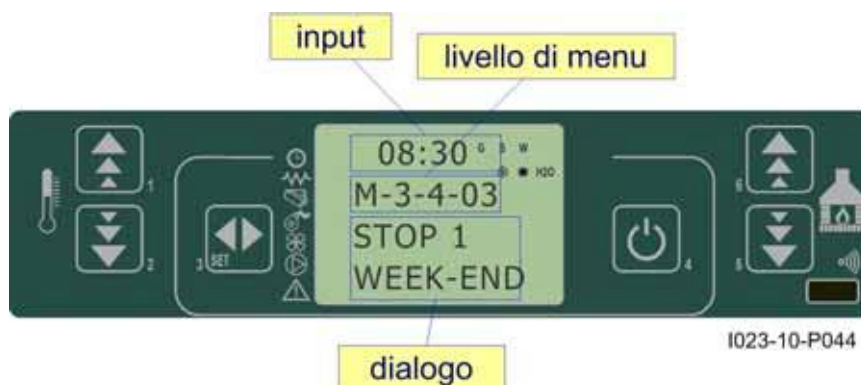 input
livello di menu
08:30 G S W
H2O
M-3-4-03
STOP 1
WEEK-END
1
2
3 SET
4
6
5
I023-10-P044
dialogo